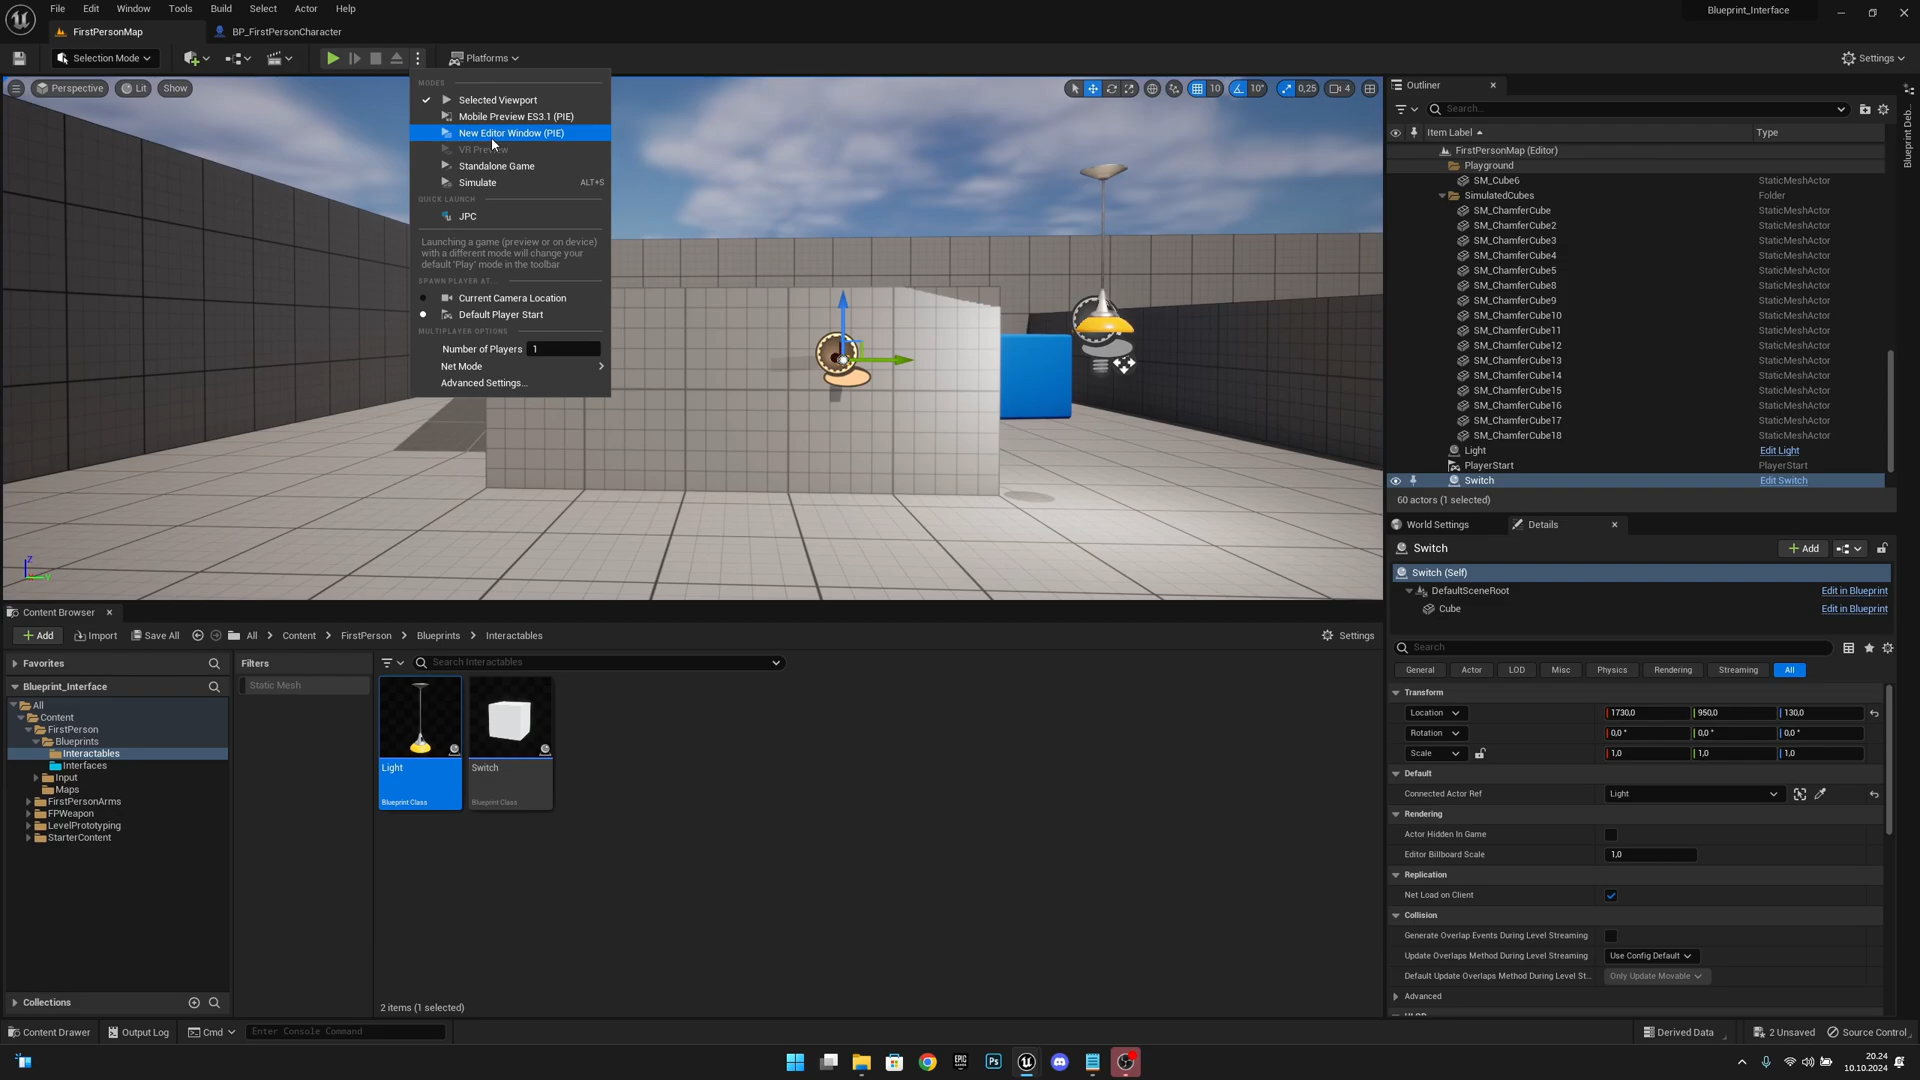 File Edit Window Tools Build Select Actor Help
Blueprint_Interface
FirstPersonMap
BP_FirstPersonCharacter
Selection Mode
Platforms
Settings
Perspective
Lit
Show
10
10°
0,25
4
MODES
Selected Viewport
Mobile Preview ES3.1 (PIE)
New Editor Window (PIE)
VR Preview
Standalone Game
Simulate ALT+S
QUICK LAUNCH
JPC
Launching a game (preview or on device)
with a different mode will change your
default 'Play' mode in the toolbar
SPAWN PLAYER AT...
Current Camera Location
Default Player Start
MULTIPLAYER OPTIONS
Number of Players 1
Net Mode
Advanced Settings...
Z
Y
Outliner
Search...
Item Label Type
FirstPersonMap (Editor)
Playground
SM_Cube6 StaticMeshActor
SimulatedCubes Folder
SM_ChamferCube StaticMeshActor
SM_ChamferCube2 StaticMeshActor
SM_ChamferCube3 StaticMeshActor
SM_ChamferCube4 StaticMeshActor
SM_ChamferCube5 StaticMeshActor
SM_ChamferCube8 StaticMeshActor
SM_ChamferCube9 StaticMeshActor
SM_ChamferCube10 StaticMeshActor
SM_ChamferCube11 StaticMeshActor
SM_ChamferCube12 StaticMeshActor
SM_ChamferCube13 StaticMeshActor
SM_ChamferCube14 StaticMeshActor
SM_ChamferCube15 StaticMeshActor
SM_ChamferCube16 StaticMeshActor
SM_ChamferCube17 StaticMeshActor
SM_ChamferCube18 StaticMeshActor
Light Edit Light
PlayerStart PlayerStart
Switch Edit Switch
60 actors (1 selected)
Blueprint Deb...
World Settings
Details
Switch
Add
Switch (Self)
DefaultSceneRoot Edit in Blueprint
Cube Edit in Blueprint
Search
General Actor LOD Misc Physics Rendering Streaming All
Transform
Location 1730,0 950,0 130,0
Rotation 0,0 ° 0,0 ° 0,0 °
Scale 1,0 1,0 1,0
Default
Connected Actor Ref Light
Rendering
Actor Hidden In Game
Editor Billboard Scale 1,0
Replication
Net Load on Client
Collision
Generate Overlap Events During Level Streaming
Update Overlaps Method During Level Streaming Use Config Default
Default Update Overlaps Method During Level St... Only Update Movable
Advanced
Content Browser
Add Import Save All All Content FirstPerson Blueprints Interactables
Settings
Favorites
Blueprint_Interface
All
Content
FirstPerson
Blueprints
Interactables
Interfaces
Input
Maps
FirstPersonArms
FPWeapon
LevelPrototyping
StarterContent
Collections
Filters
Static Mesh
Search Interactables
Light
Blueprint Class
Switch
Blueprint Class
2 items (1 selected)
Content Drawer Output Log Cmd Enter Console Command
Derived Data 2 Unsaved Source Control
EPIC
Ps
20.24
10.10.2024